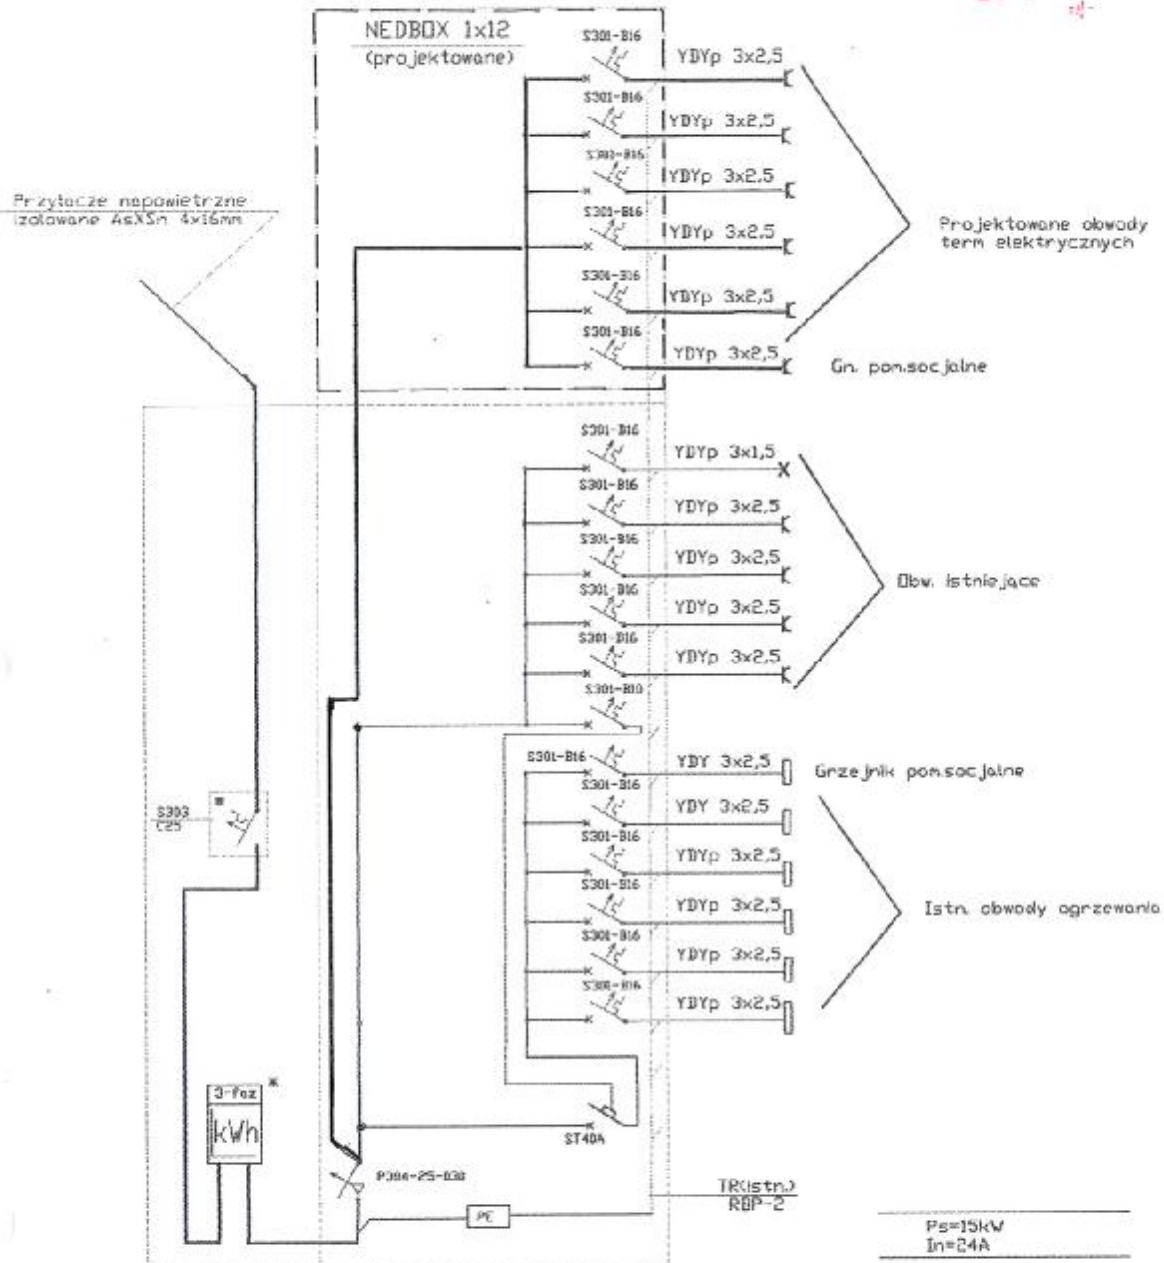 NEDBOX 1x12
(projektowane)
S301-B16
YDYp 3x2,5
S301-B16
YDYp 3x2,5
S301-B16
YDYp 3x2,5
S301-B16
YDYp 3x2,5
S301-B16
YDYp 3x2,5
S301-B16
YDYp 3x2,5
Przyłącze napowietrzne
izolowane AsXSn 4x16mm
Projektowane obwody
term elektrycznych
Gn. pom.socjalne
S301-B16
YDYp 3x1,5
S301-B16
YDYp 3x2,5
S301-B16
YDYp 3x2,5
S301-B16
YDYp 3x2,5
S301-B16
YDYp 3x2,5
Obw. istniejące
S301-B10
S301-B16
YDY 3x2,5
Grzejnik pom.socjalne
S301-B16
YDY 3x2,5
S301-B16
YDYp 3x2,5
S301-B16
YDYp 3x2,5
S301-B16
YDYp 3x2,5
S301-B16
YDYp 3x2,5
Istn. obwody ogrzewania
S303
C25
3-faz
kWh
ST40A
P304-25-030
PE
TR(istn.)
RBP-2
Ps=15kW
In=24A